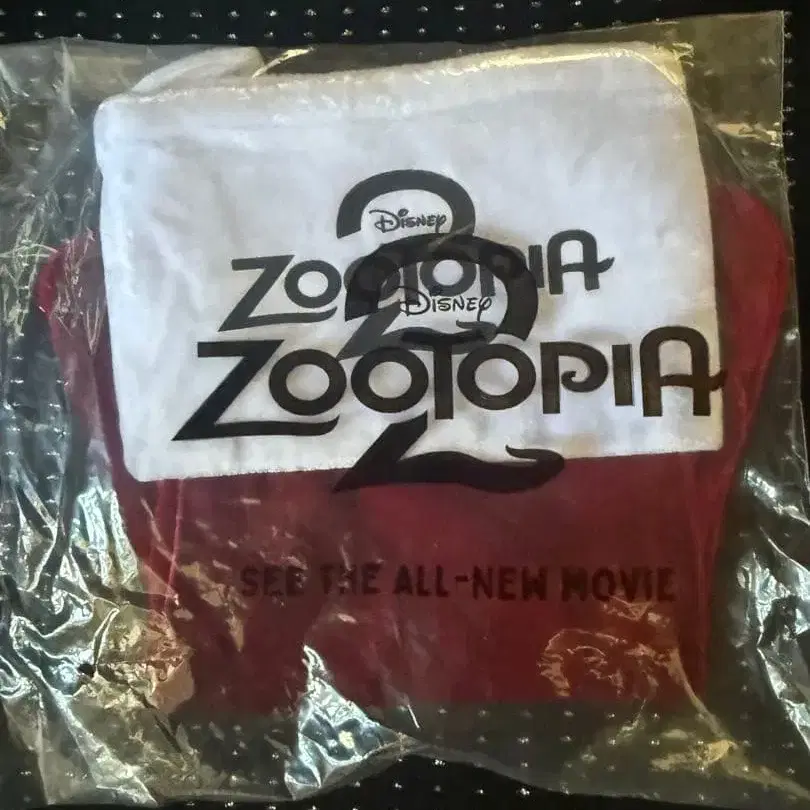 Disney
ZOOTOPIA
2
Disney
ZOOTOPIA
2
SEE THE ALL-NEW MOVIE